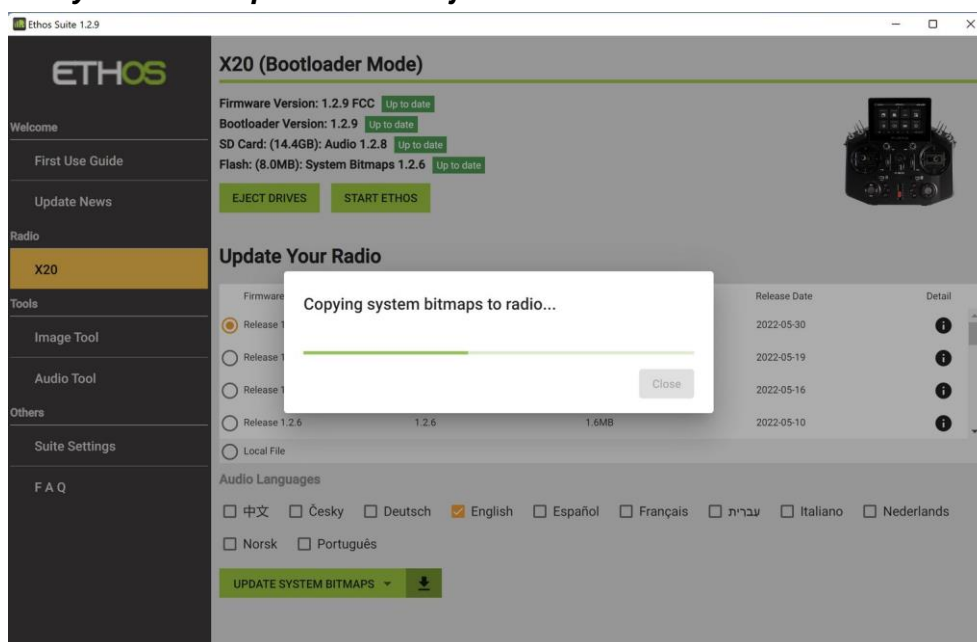 Ethos Suite 1.2.9
ETHOS
Welcome
First Use Guide
Update News
Radio
X20
Tools
Image Tool
Audio Tool
Others
Suite Settings
F A Q
X20 (Bootloader Mode)
Firmware Version: 1.2.9 FCC Up to date
Bootloader Version: 1.2.9 Up to date
SD Card: (14.4GB): Audio 1.2.8 Up to date
Flash: (8.0MB): System Bitmaps 1.2.6 Up to date
EJECT DRIVES START ETHOS
Update Your Radio
Firmware Release Date Detail
Release 1 2022-05-30
Release 1 2022-05-19
Release 1 2022-05-16
Release 1.2.6 1.2.6 1.6MB 2022-05-10
Local File
Copying system bitmaps to radio...
Close
Audio Languages
中文 Česky Deutsch English Español Français עברית Italiano Nederlands
Norsk Português
UPDATE SYSTEM BITMAPS